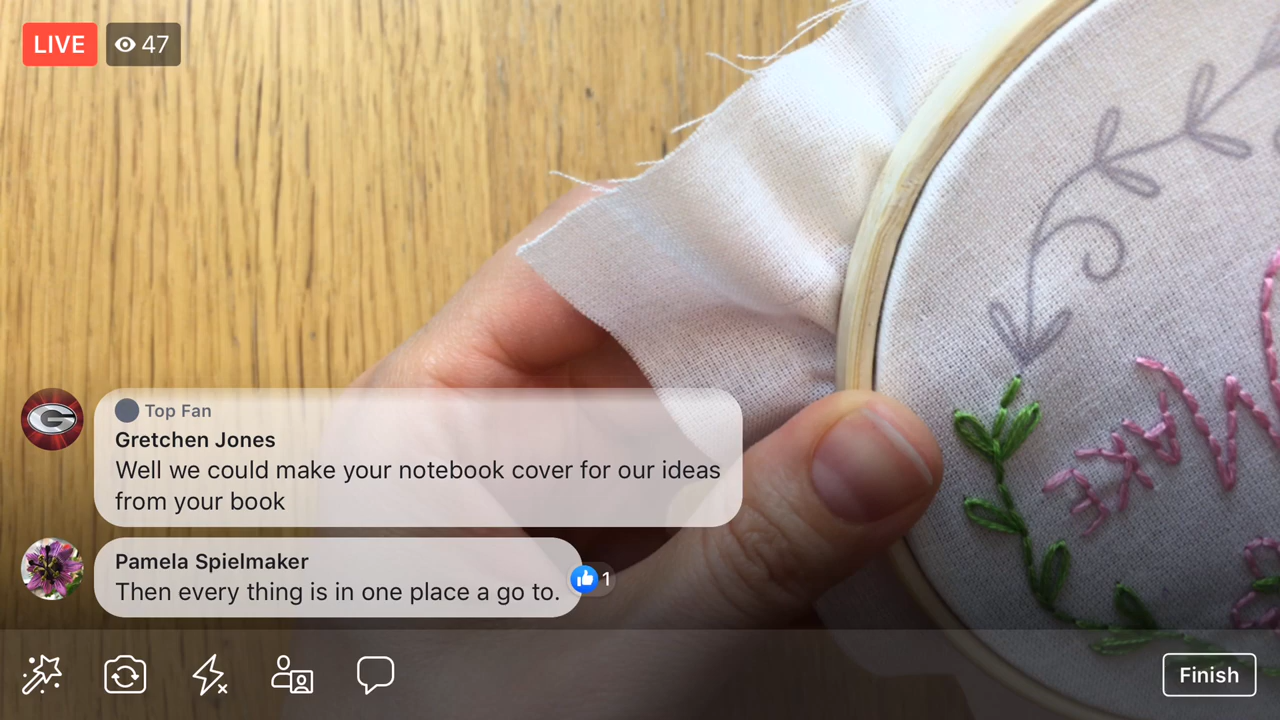 LIVE 47
Top Fan
Gretchen Jones
Well we could make your notebook cover for our ideas
from your book
Pamela Spielmaker
Then every thing is in one place a go to.
1
Finish
MAKE
G